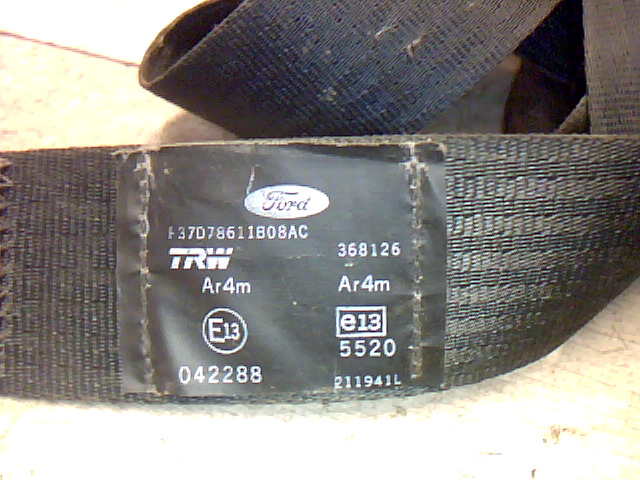 Ford
F37D78611B08AC
TRW 368126
Ar4m Ar4m
E13 e13
5520
042288 211941L